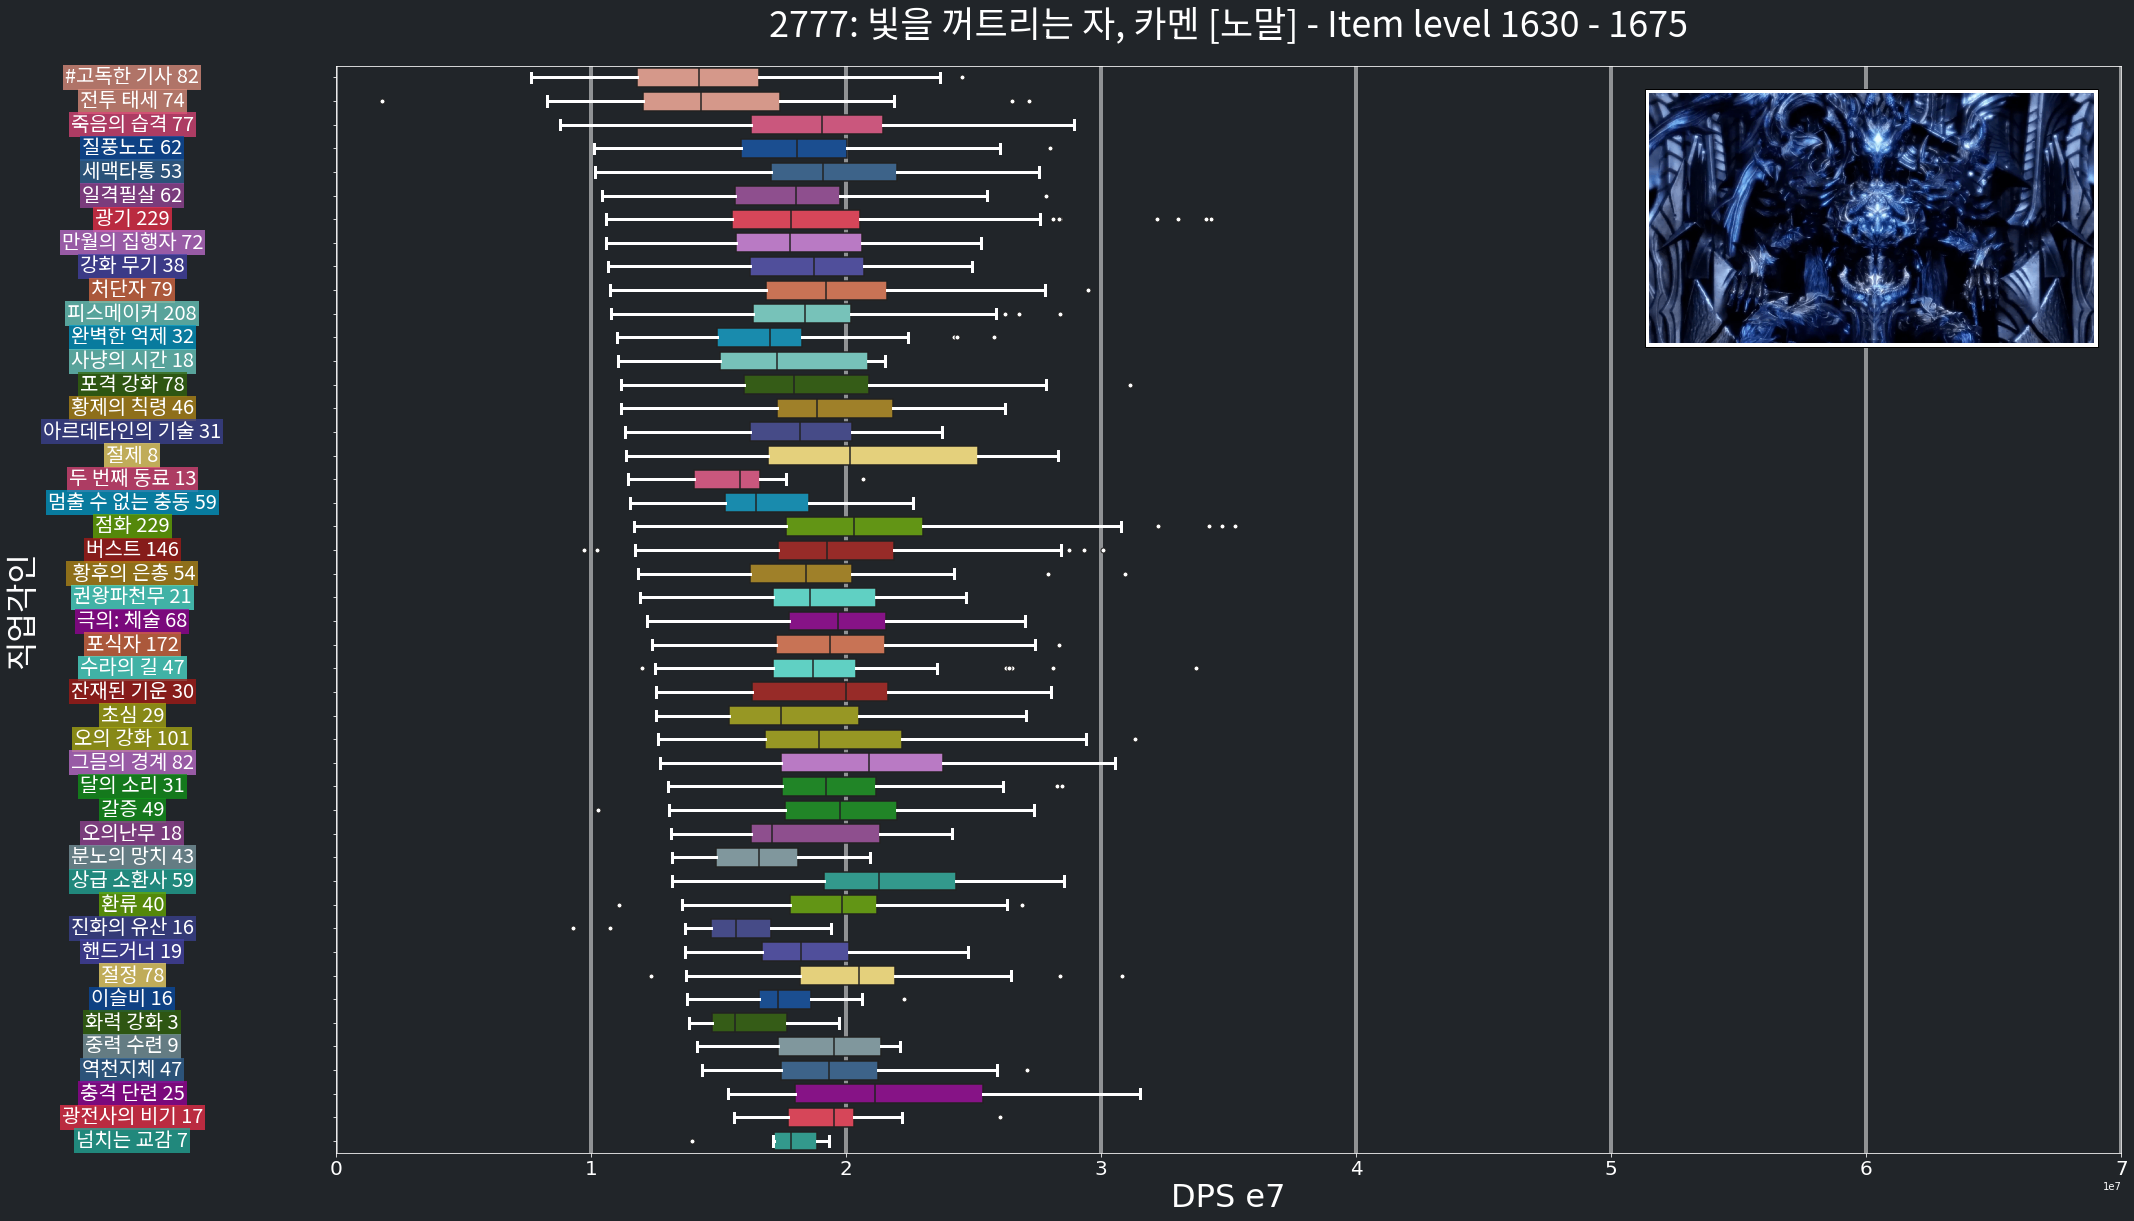 2777: 빛을 꺼트리는 자, 카멘 [노말] - Item level 1630 - 1675
직업각인
#고독한 기사 82
전투 태세 74
죽음의 습격 77
질풍노도 62
세맥타통 53
일격필살 62
광기 229
만월의 집행자 72
강화 무기 38
처단자 79
피스메이커 208
완벽한 억제 32
사냥의 시간 18
포격 강화 78
황제의 칙령 46
아르데타인의 기술 31
절제 8
두 번째 동료 13
멈출 수 없는 충동 59
점화 229
버스트 146
황후의 은총 54
권왕파천무 21
극의: 체술 68
포식자 172
수라의 길 47
잔재된 기운 30
초심 29
오의 강화 101
그믐의 경계 82
달의 소리 31
갈증 49
오의난무 18
분노의 망치 43
상급 소환사 59
환류 40
진화의 유산 16
핸드거너 19
절정 78
이슬비 16
화력 강화 3
중력 수련 9
역천지체 47
충격 단련 25
광전사의 비기 17
넘치는 교감 7
0 1 2 3 4 5 6 7
1e7
DPS e7